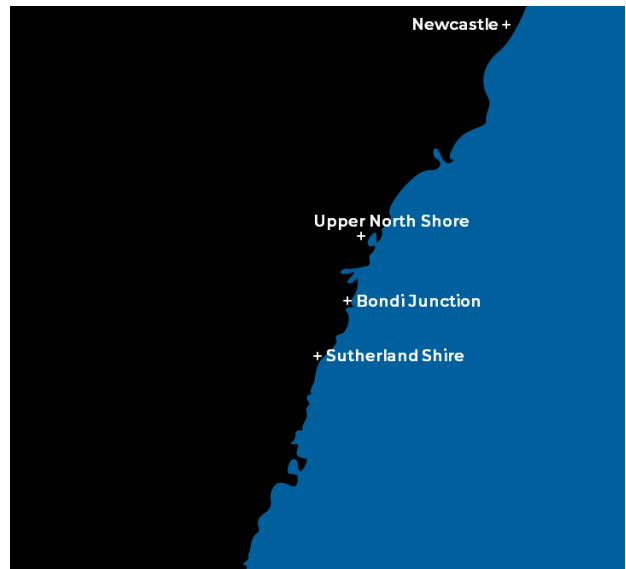 Newcastle
Upper North Shore
Bondi Junction
Sutherland Shire